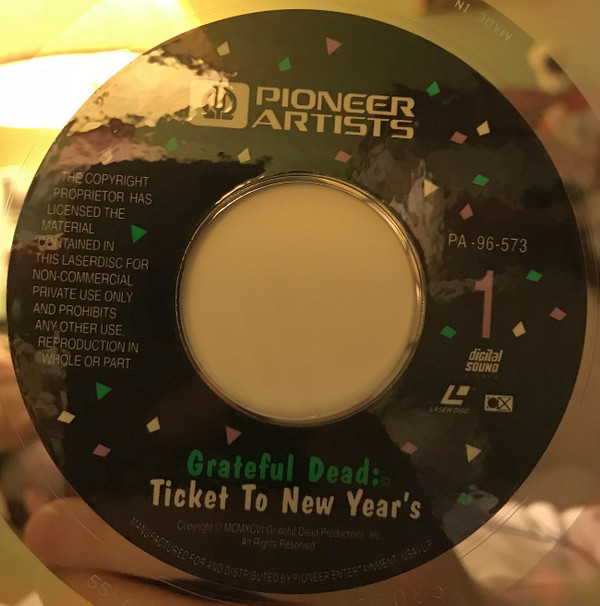 MADE IN
PIONEER
ARTISTS
THE COPYRIGHT
PROPRIETOR HAS
LICENSED THE
MATERIAL
CONTAINED IN
THIS LASERDISC FOR
NON-COMMERCIAL
PRIVATE USE ONLY
AND PROHIBITS
ANY OTHER USE.
REPRODUCTION IN
WHOLE OR PART.
PA-96-573
1
digital
SOUND
LASER DISC
CX
Grateful Dead:©
Ticket To New Year's
Copyright © MCMXCVI Grateful Dead Productions, Inc.
All Rights Reserved
MANUFACTURED FOR AND DISTRIBUTED BY PIONEER ENTERTAINMENT (USA) L.P.